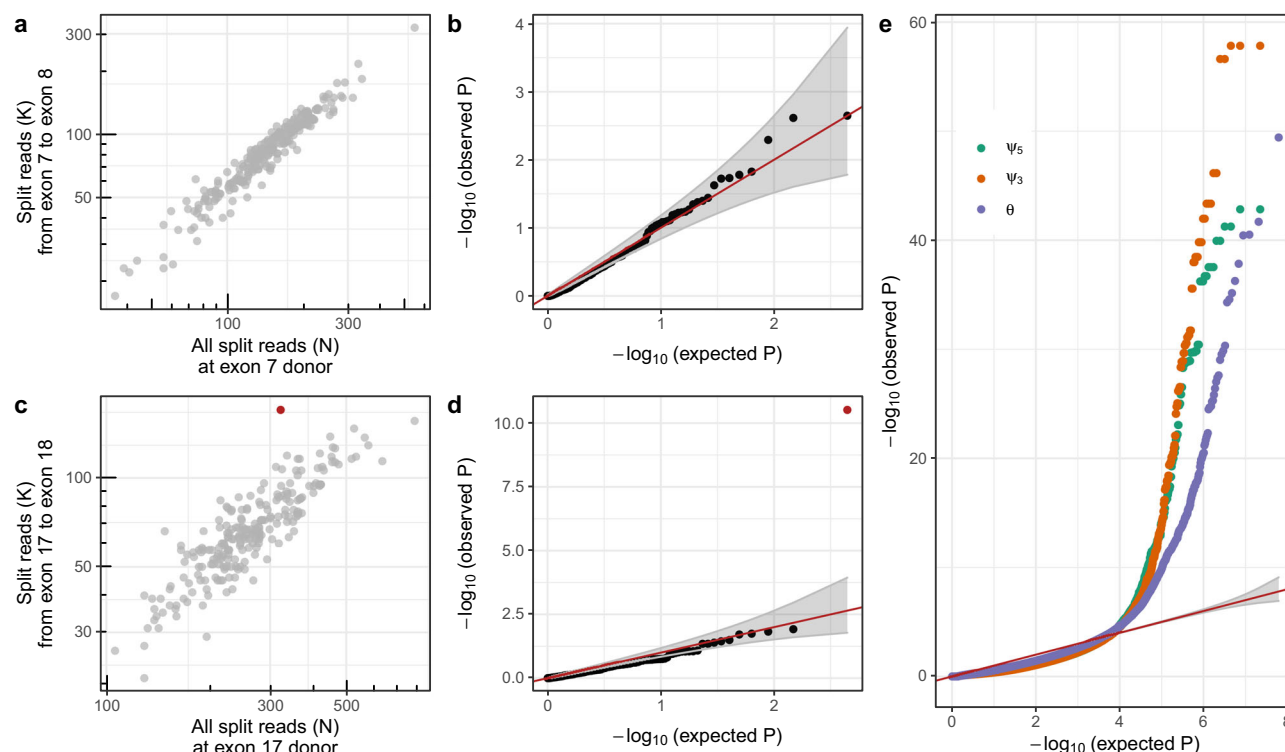 a
300
100
50
Split reads (K)
from exon 7 to exon 8
100
300
All split reads (N)
at exon 7 donor
b
4
3
2
1
0
−log10 (observed P)
0
1
2
−log10 (expected P)
c
100
50
30
Split reads (K)
from exon 17 to exon 18
100
300
500
All split reads (N)
at exon 17 donor
d
10.0
7.5
5.0
2.5
0.0
−log10 (observed P)
0
1
2
−log10 (expected P)
e
60
40
20
0
−log10 (observed P)
ψ5
ψ3
θ
0
2
4
6
8
−log10 (expected P)